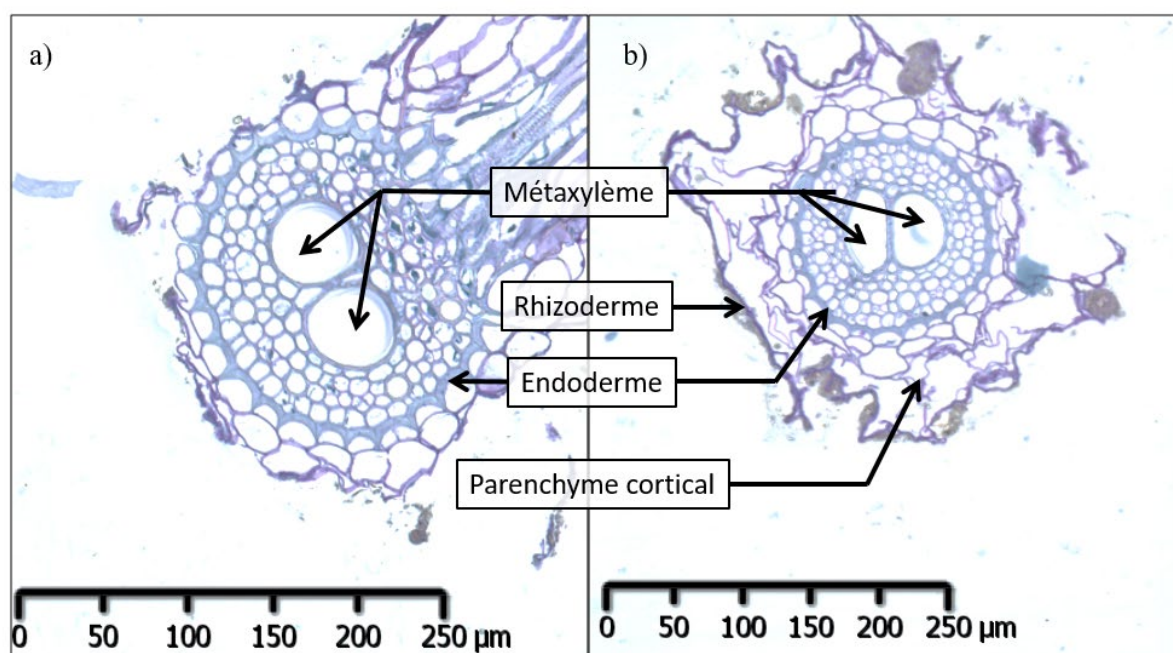 a)
b)
Métaxylème
Rhizoderme
Endoderme
Parenchyme cortical
0 50 100 150 200 250 µm
0 50 100 150 200 250 µm